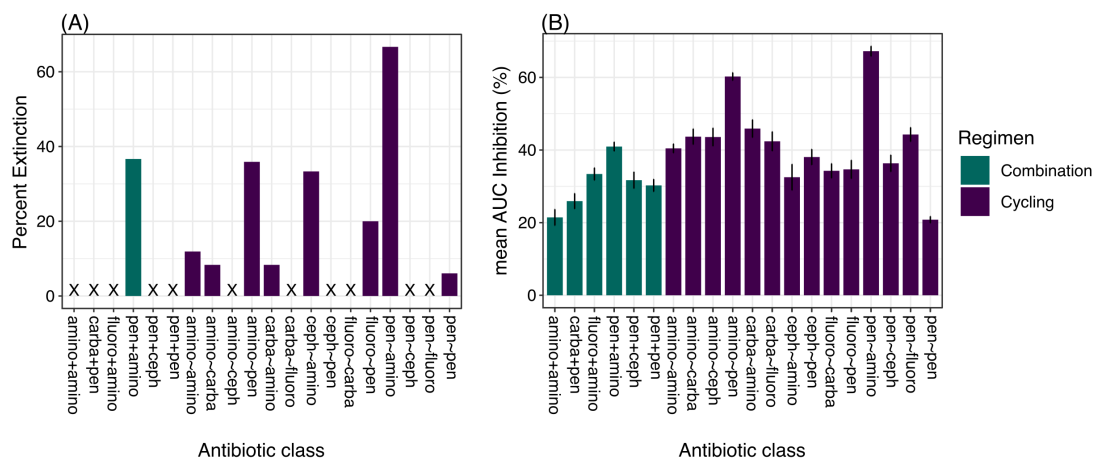 (A)
Percent Extinction
60
40
20
0
X X X X X X X X X X X
amino+amino
carba+pen
fluoro+amino
pen+amino
pen+ceph
pen+pen
amino~amino
amino~carba
amino~ceph
amino~pen
carba~amino
carba~fluoro
ceph~amino
ceph~pen
fluoro~carba
fluoro~pen
pen~amino
pen~ceph
pen~fluoro
pen~pen
Antibiotic class
(B)
mean AUC Inhibition (%)
60
40
20
0
amino+amino
carba+pen
fluoro+amino
pen+amino
pen+ceph
pen+pen
amino~amino
amino~carba
amino~ceph
amino~pen
carba~amino
carba~fluoro
ceph~amino
ceph~pen
fluoro~carba
fluoro~pen
pen~amino
pen~ceph
pen~fluoro
pen~pen
Antibiotic class
Regimen
Combination
Cycling